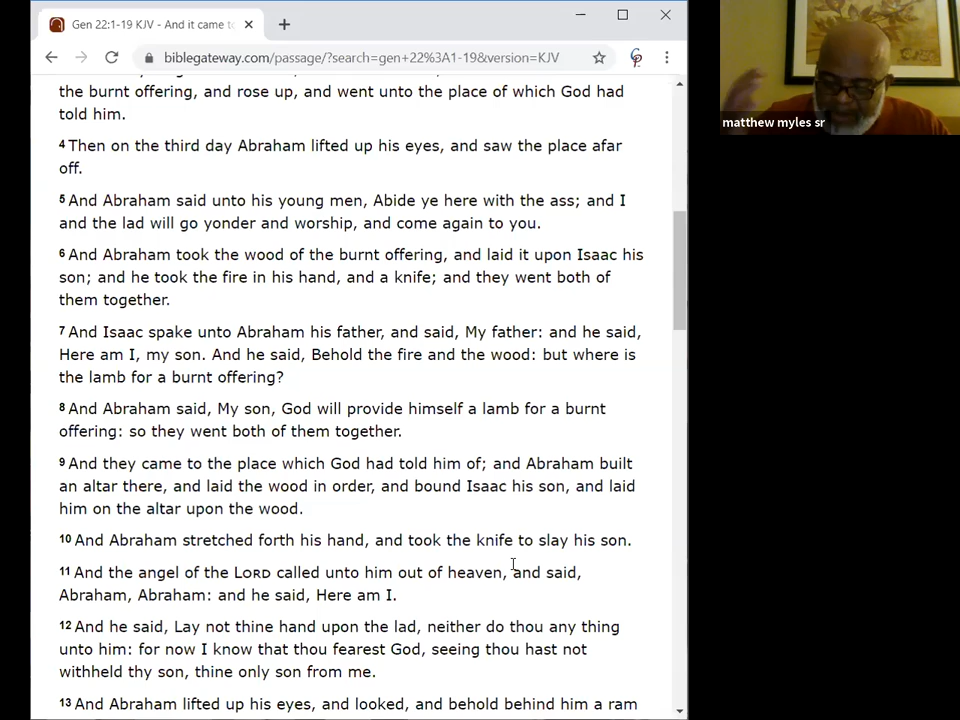 Gen 22:1-19 KJV - And it came to
biblegateway.com/passage/?search=gen+22%3A1-19&version=KJV
the burnt offering, and rose up, and went unto the place of which God had
told him.
4 Then on the third day Abraham lifted up his eyes, and saw the place afar
off.
5 And Abraham said unto his young men, Abide ye here with the ass; and I
and the lad will go yonder and worship, and come again to you.
6 And Abraham took the wood of the burnt offering, and laid it upon Isaac his
son; and he took the fire in his hand, and a knife; and they went both of
them together.
7 And Isaac spake unto Abraham his father, and said, My father: and he said,
Here am I, my son. And he said, Behold the fire and the wood: but where is
the lamb for a burnt offering?
8 And Abraham said, My son, God will provide himself a lamb for a burnt
offering: so they went both of them together.
9 And they came to the place which God had told him of; and Abraham built
an altar there, and laid the wood in order, and bound Isaac his son, and laid
him on the altar upon the wood.
10 And Abraham stretched forth his hand, and took the knife to slay his son.
11 And the angel of the LORD called unto him out of heaven, and said,
Abraham, Abraham: and he said, Here am I.
12 And he said, Lay not thine hand upon the lad, neither do thou any thing
unto him: for now I know that thou fearest God, seeing thou hast not
withheld thy son, thine only son from me.
13 And Abraham lifted up his eyes, and looked, and behold behind him a ram
matthew myles sr